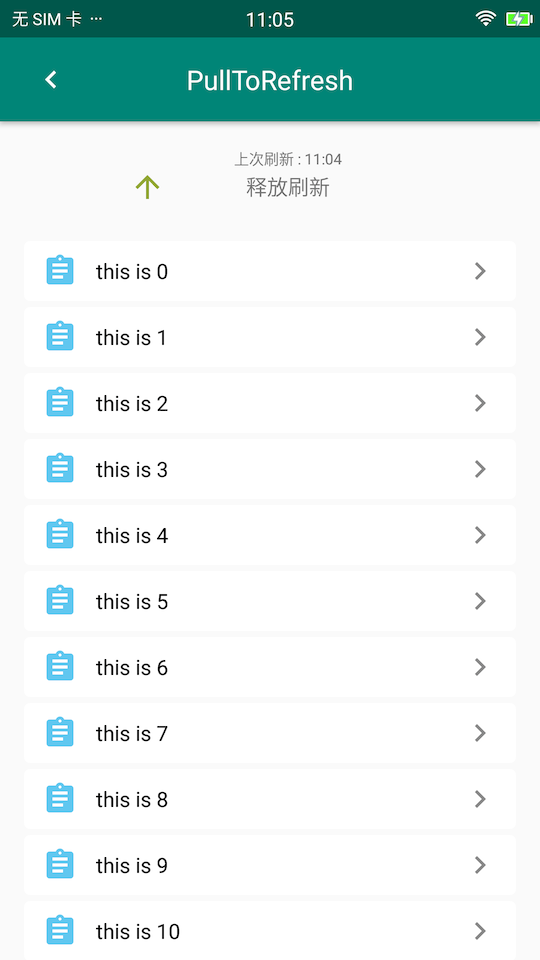 无 SIM 卡 ···
11:05
PullToRefresh
上次刷新 : 11:04
释放刷新
this is 0
this is 1
this is 2
this is 3
this is 4
this is 5
this is 6
this is 7
this is 8
this is 9
this is 10